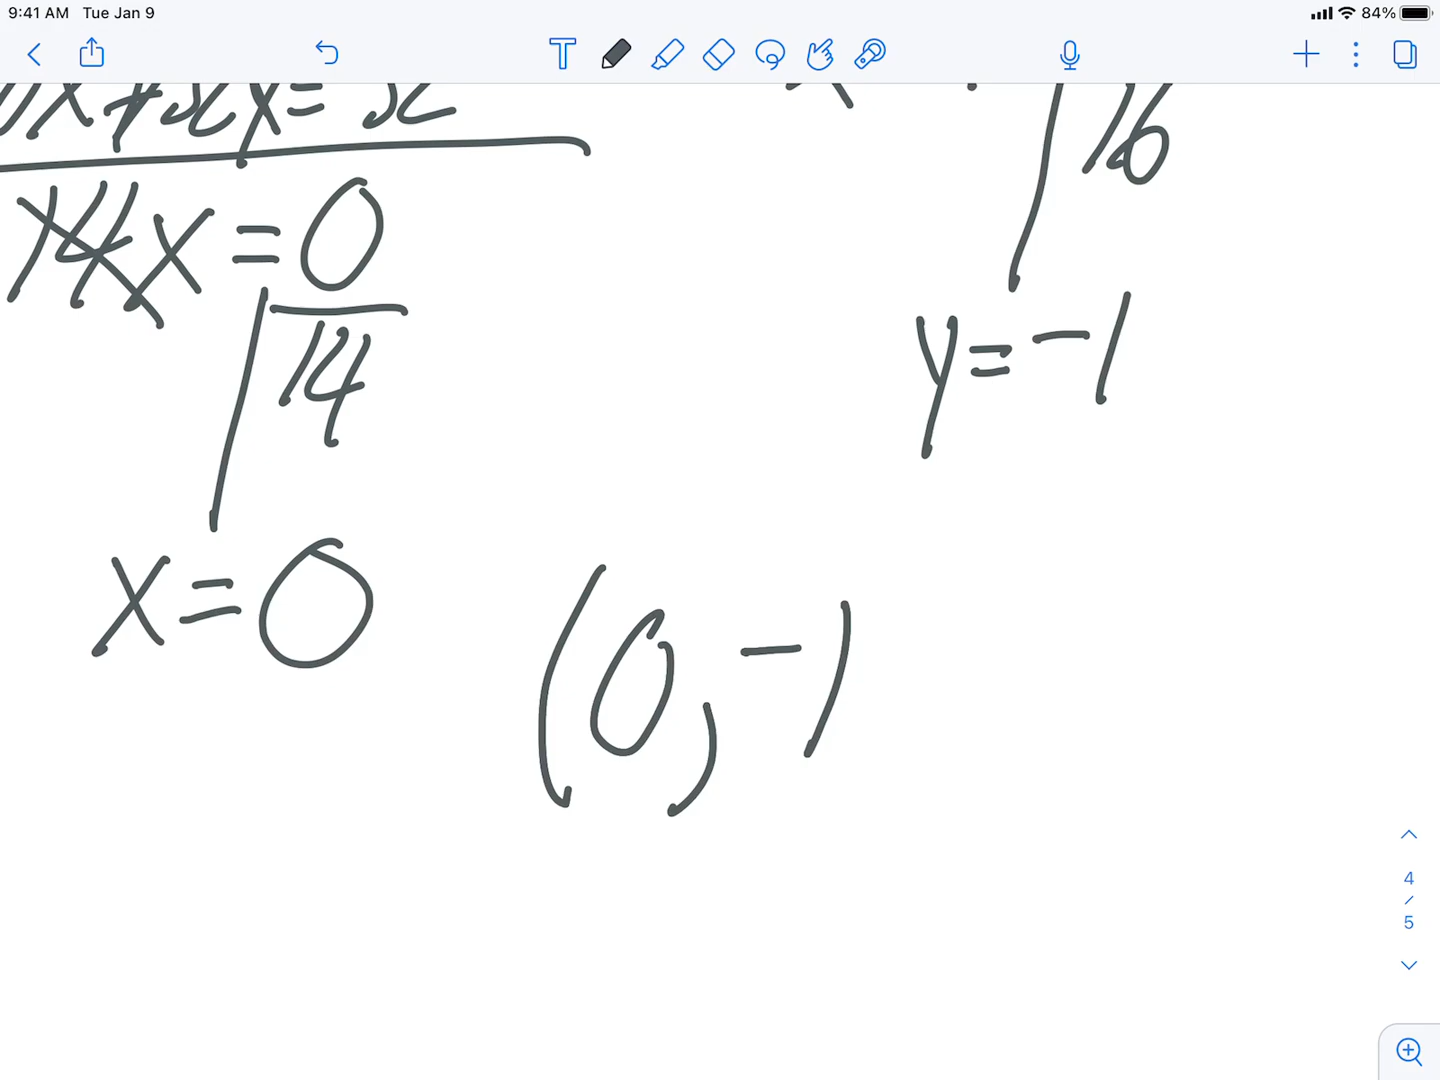 9:41 AM Tue Jan 9
84%
T
16
14x = 0
14
y = -1
x = 0
(0, -1
4
/
5